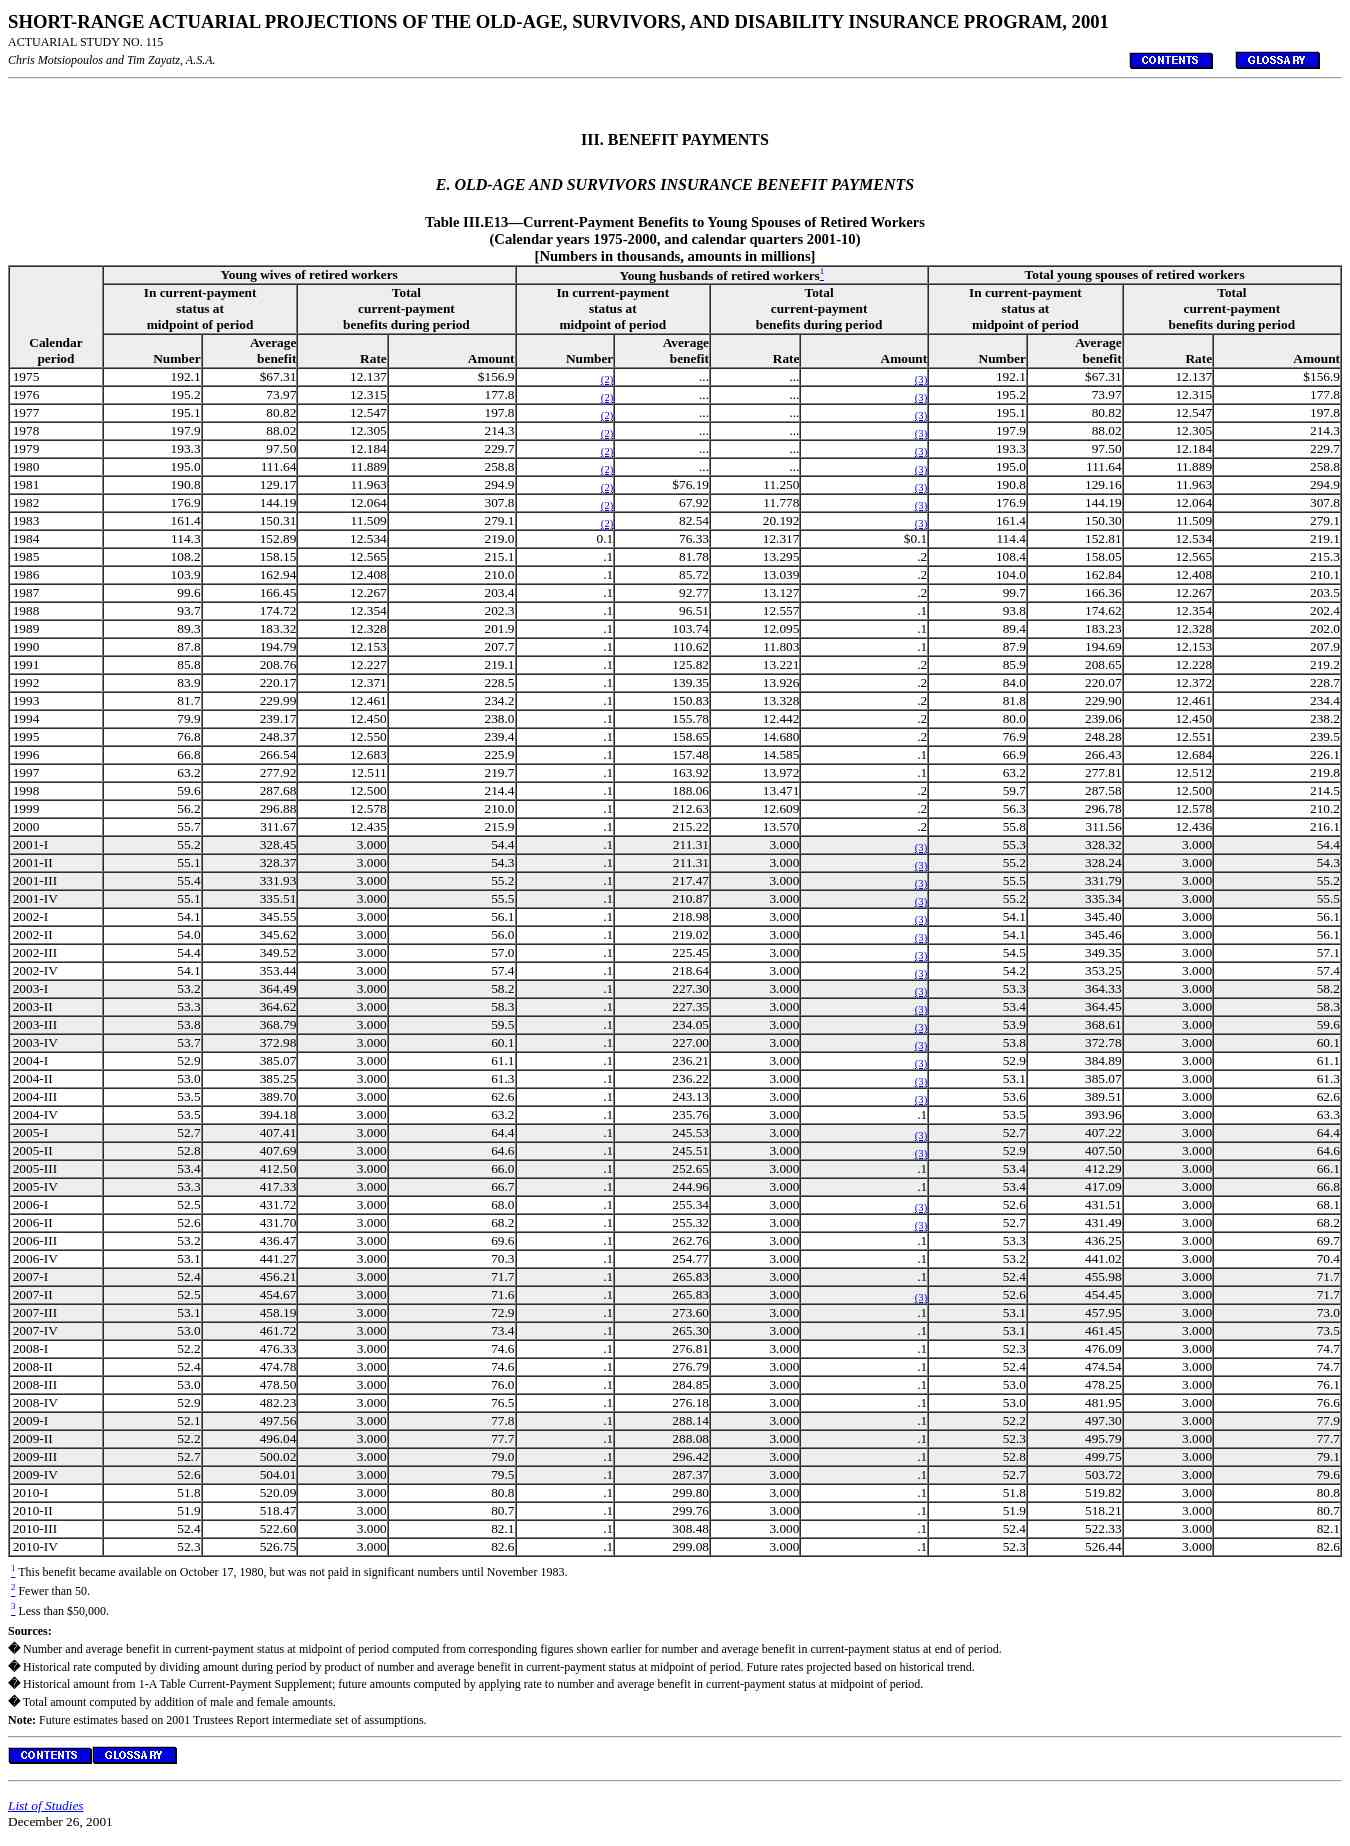 SHORT-RANGE ACTUARIAL PROJECTIONS OF THE OLD-AGE, SURVIVORS, AND DISABILITY INSURANCE PROGRAM, 2001
ACTUARIAL STUDY NO. 115
Chris Motsiopoulos and Tim Zayatz, A.S.A. CONTENTS GLOSSARY
III. BENEFIT PAYMENTS
E. OLD-AGE AND SURVIVORS INSURANCE BENEFIT PAYMENTS
Table III.E13—Current-Payment Benefits to Young Spouses of Retired Workers
(Calendar years 1975-2000, and calendar quarters 2001-10)
[Numbers in thousands, amounts in millions]
Young wives of retired workers Young husbands of retired workers1 Total young spouses of retired workers
In current-payment Total In current-payment Total In current-payment Total
status at current-payment status at current-payment status at current-payment
midpoint of period benefits during period midpoint of period benefits during period midpoint of period benefits during period
Calendar Average Average Average
period Number benefit Rate Amount Number benefit Rate Amount Number benefit Rate Amount
1975 192.1 $67.31 12.137 $156.9 (2) ... ... (3) 192.1 $67.31 12.137 $156.9
1976 195.2 73.97 12.315 177.8 (2) ... ... (3) 195.2 73.97 12.315 177.8
1977 195.1 80.82 12.547 197.8 (2) ... ... (3) 195.1 80.82 12.547 197.8
1978 197.9 88.02 12.305 214.3 (2) ... ... (3) 197.9 88.02 12.305 214.3
1979 193.3 97.50 12.184 229.7 (2) ... ... (3) 193.3 97.50 12.184 229.7
1980 195.0 111.64 11.889 258.8 (2) ... ... (3) 195.0 111.64 11.889 258.8
1981 190.8 129.17 11.963 294.9 (2) $76.19 11.250 (3) 190.8 129.16 11.963 294.9
1982 176.9 144.19 12.064 307.8 (2) 67.92 11.778 (3) 176.9 144.19 12.064 307.8
1983 161.4 150.31 11.509 279.1 (2) 82.54 20.192 (3) 161.4 150.30 11.509 279.1
1984 114.3 152.89 12.534 219.0 0.1 76.33 12.317 $0.1 114.4 152.81 12.534 219.1
1985 108.2 158.15 12.565 215.1 .1 81.78 13.295 .2 108.4 158.05 12.565 215.3
1986 103.9 162.94 12.408 210.0 .1 85.72 13.039 .2 104.0 162.84 12.408 210.1
1987 99.6 166.45 12.267 203.4 .1 92.77 13.127 .2 99.7 166.36 12.267 203.5
1988 93.7 174.72 12.354 202.3 .1 96.51 12.557 .1 93.8 174.62 12.354 202.4
1989 89.3 183.32 12.328 201.9 .1 103.74 12.095 .1 89.4 183.23 12.328 202.0
1990 87.8 194.79 12.153 207.7 .1 110.62 11.803 .1 87.9 194.69 12.153 207.9
1991 85.8 208.76 12.227 219.1 .1 125.82 13.221 .2 85.9 208.65 12.228 219.2
1992 83.9 220.17 12.371 228.5 .1 139.35 13.926 .2 84.0 220.07 12.372 228.7
1993 81.7 229.99 12.461 234.2 .1 150.83 13.328 .2 81.8 229.90 12.461 234.4
1994 79.9 239.17 12.450 238.0 .1 155.78 12.442 .2 80.0 239.06 12.450 238.2
1995 76.8 248.37 12.550 239.4 .1 158.65 14.680 .2 76.9 248.28 12.551 239.5
1996 66.8 266.54 12.683 225.9 .1 157.48 14.585 .1 66.9 266.43 12.684 226.1
1997 63.2 277.92 12.511 219.7 .1 163.92 13.972 .1 63.2 277.81 12.512 219.8
1998 59.6 287.68 12.500 214.4 .1 188.06 13.471 .2 59.7 287.58 12.500 214.5
1999 56.2 296.88 12.578 210.0 .1 212.63 12.609 .2 56.3 296.78 12.578 210.2
2000 55.7 311.67 12.435 215.9 .1 215.22 13.570 .2 55.8 311.56 12.436 216.1
2001-I 55.2 328.45 3.000 54.4 .1 211.31 3.000 (3) 55.3 328.32 3.000 54.4
2001-II 55.1 328.37 3.000 54.3 .1 211.31 3.000 (3) 55.2 328.24 3.000 54.3
2001-III 55.4 331.93 3.000 55.2 .1 217.47 3.000 (3) 55.5 331.79 3.000 55.2
2001-IV 55.1 335.51 3.000 55.5 .1 210.87 3.000 (3) 55.2 335.34 3.000 55.5
2002-I 54.1 345.55 3.000 56.1 .1 218.98 3.000 (3) 54.1 345.40 3.000 56.1
2002-II 54.0 345.62 3.000 56.0 .1 219.02 3.000 (3) 54.1 345.46 3.000 56.1
2002-III 54.4 349.52 3.000 57.0 .1 225.45 3.000 (3) 54.5 349.35 3.000 57.1
2002-IV 54.1 353.44 3.000 57.4 .1 218.64 3.000 (3) 54.2 353.25 3.000 57.4
2003-I 53.2 364.49 3.000 58.2 .1 227.30 3.000 (3) 53.3 364.33 3.000 58.2
2003-II 53.3 364.62 3.000 58.3 .1 227.35 3.000 (3) 53.4 364.45 3.000 58.3
2003-III 53.8 368.79 3.000 59.5 .1 234.05 3.000 (3) 53.9 368.61 3.000 59.6
2003-IV 53.7 372.98 3.000 60.1 .1 227.00 3.000 (3) 53.8 372.78 3.000 60.1
2004-I 52.9 385.07 3.000 61.1 .1 236.21 3.000 (3) 52.9 384.89 3.000 61.1
2004-II 53.0 385.25 3.000 61.3 .1 236.22 3.000 (3) 53.1 385.07 3.000 61.3
2004-III 53.5 389.70 3.000 62.6 .1 243.13 3.000 (3) 53.6 389.51 3.000 62.6
2004-IV 53.5 394.18 3.000 63.2 .1 235.76 3.000 .1 53.5 393.96 3.000 63.3
2005-I 52.7 407.41 3.000 64.4 .1 245.53 3.000 (3) 52.7 407.22 3.000 64.4
2005-II 52.8 407.69 3.000 64.6 .1 245.51 3.000 (3) 52.9 407.50 3.000 64.6
2005-III 53.4 412.50 3.000 66.0 .1 252.65 3.000 .1 53.4 412.29 3.000 66.1
2005-IV 53.3 417.33 3.000 66.7 .1 244.96 3.000 .1 53.4 417.09 3.000 66.8
2006-I 52.5 431.72 3.000 68.0 .1 255.34 3.000 (3) 52.6 431.51 3.000 68.1
2006-II 52.6 431.70 3.000 68.2 .1 255.32 3.000 (3) 52.7 431.49 3.000 68.2
2006-III 53.2 436.47 3.000 69.6 .1 262.76 3.000 .1 53.3 436.25 3.000 69.7
2006-IV 53.1 441.27 3.000 70.3 .1 254.77 3.000 .1 53.2 441.02 3.000 70.4
2007-I 52.4 456.21 3.000 71.7 .1 265.83 3.000 .1 52.4 455.98 3.000 71.7
2007-II 52.5 454.67 3.000 71.6 .1 265.83 3.000 (3) 52.6 454.45 3.000 71.7
2007-III 53.1 458.19 3.000 72.9 .1 273.60 3.000 .1 53.1 457.95 3.000 73.0
2007-IV 53.0 461.72 3.000 73.4 .1 265.30 3.000 .1 53.1 461.45 3.000 73.5
2008-I 52.2 476.33 3.000 74.6 .1 276.81 3.000 .1 52.3 476.09 3.000 74.7
2008-II 52.4 474.78 3.000 74.6 .1 276.79 3.000 .1 52.4 474.54 3.000 74.7
2008-III 53.0 478.50 3.000 76.0 .1 284.85 3.000 .1 53.0 478.25 3.000 76.1
2008-IV 52.9 482.23 3.000 76.5 .1 276.18 3.000 .1 53.0 481.95 3.000 76.6
2009-I 52.1 497.56 3.000 77.8 .1 288.14 3.000 .1 52.2 497.30 3.000 77.9
2009-II 52.2 496.04 3.000 77.7 .1 288.08 3.000 .1 52.3 495.79 3.000 77.7
2009-III 52.7 500.02 3.000 79.0 .1 296.42 3.000 .1 52.8 499.75 3.000 79.1
2009-IV 52.6 504.01 3.000 79.5 .1 287.37 3.000 .1 52.7 503.72 3.000 79.6
2010-I 51.8 520.09 3.000 80.8 .1 299.80 3.000 .1 51.8 519.82 3.000 80.8
2010-II 51.9 518.47 3.000 80.7 .1 299.76 3.000 .1 51.9 518.21 3.000 80.7
2010-III 52.4 522.60 3.000 82.1 .1 308.48 3.000 .1 52.4 522.33 3.000 82.1
2010-IV 52.3 526.75 3.000 82.6 .1 299.08 3.000 .1 52.3 526.44 3.000 82.6
1 This benefit became available on October 17, 1980, but was not paid in significant numbers until November 1983.
2 Fewer than 50.
3 Less than $50,000.
Sources:
� Number and average benefit in current-payment status at midpoint of period computed from corresponding figures shown earlier for number and average benefit in current-payment status at end of period.
� Historical rate computed by dividing amount during period by product of number and average benefit in current-payment status at midpoint of period. Future rates projected based on historical trend.
� Historical amount from 1-A Table Current-Payment Supplement; future amounts computed by applying rate to number and average benefit in current-payment status at midpoint of period.
� Total amount computed by addition of male and female amounts.
Note: Future estimates based on 2001 Trustees Report intermediate set of assumptions.
CONTENTS GLOSSARY
List of Studies
December 26, 2001